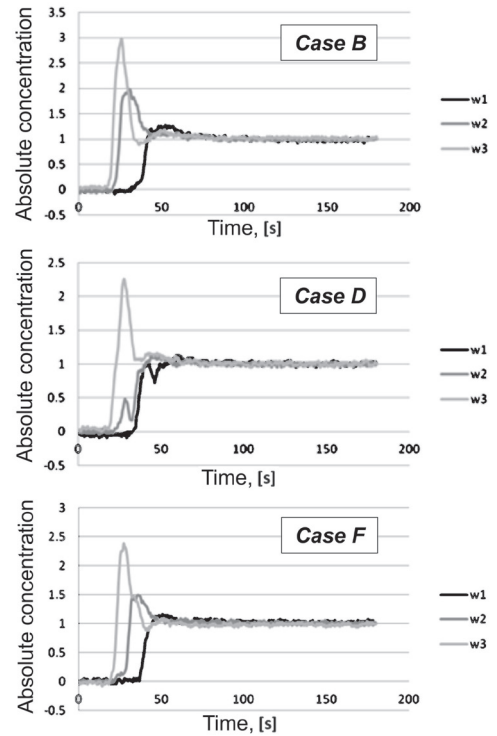 Absolute concentration
3.5
3
2.5
2
1.5
1
0.5
0
-0.5
0 50 100 150 200
Time, [s]
Case B
w1
w2
w3
Absolute concentration
2.5
2
1.5
1
0.5
0
-0.5
0 50 100 150 200
Time, [s]
Case D
w1
w2
w3
Absolute concentration
3
2.5
2
1.5
1
0.5
0
-0.5
0 50 100 150 200
Time, [s]
Case F
w1
w2
w3